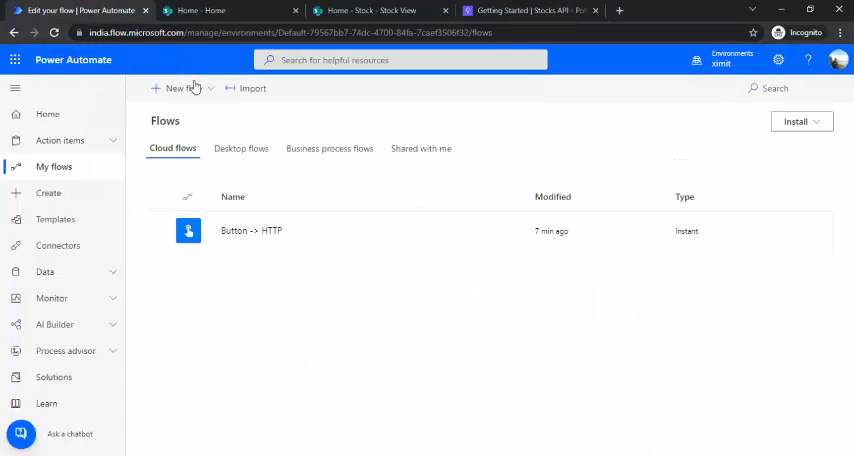 Edit your flow | Power Automate
Home - Home
Home - Stock - Stock View
Getting Started | Stocks API - Pol
india.flow.microsoft.com/manage/environments/Default-79567bb7-74dc-4700-84fa-7caef3506f32/flows
Incognito
Power Automate
Search for helpful resources
Environments
ximit
New
Import
Search
Home
Action items
My flows
Create
Templates
Connectors
Data
Monitor
AI Builder
Process advisor
Solutions
Learn
Ask a chatbot
Flows
Install
Cloud flows
Desktop flows
Business process flows
Shared with me
Name
Modified
Type
Button -> HTTP
7 min ago
Instant